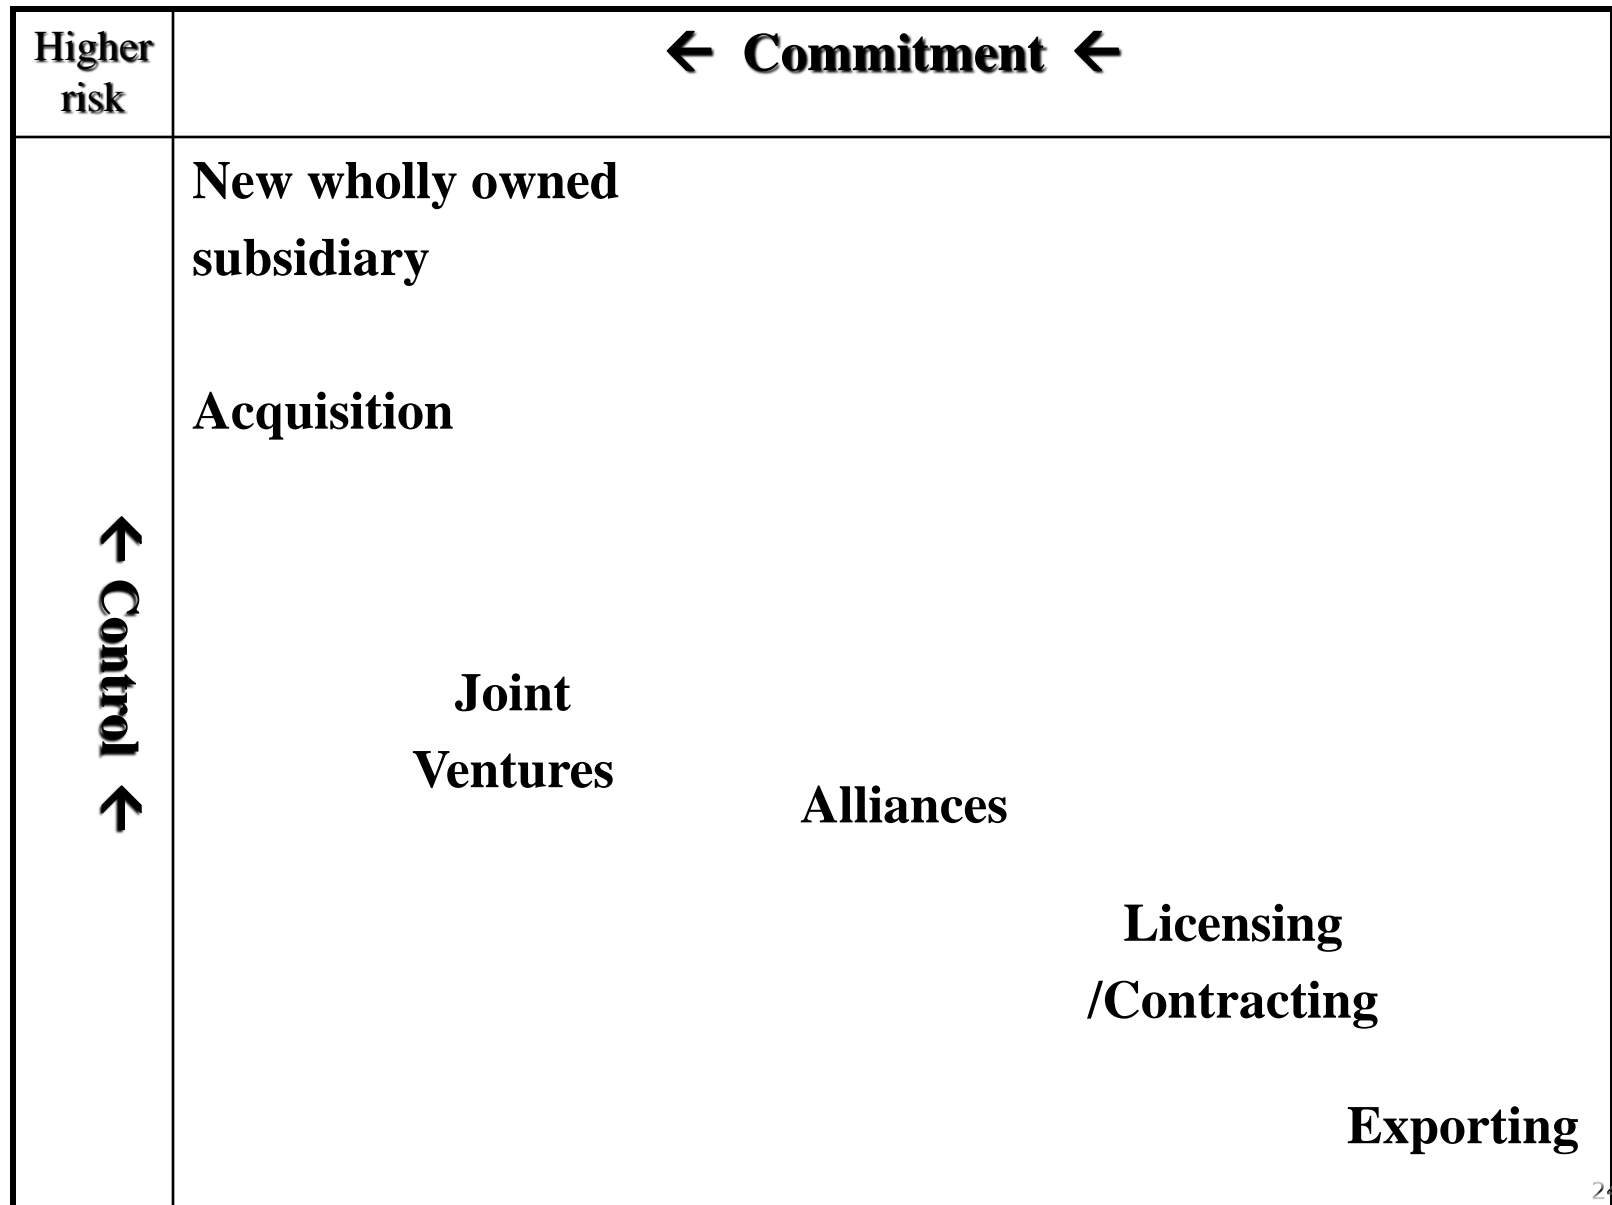 Higher
risk
← Commitment ←
New wholly owned
subsidiary
Acquisition
← Control ←
Joint
Ventures
Alliances
Licensing
/Contracting
Exporting